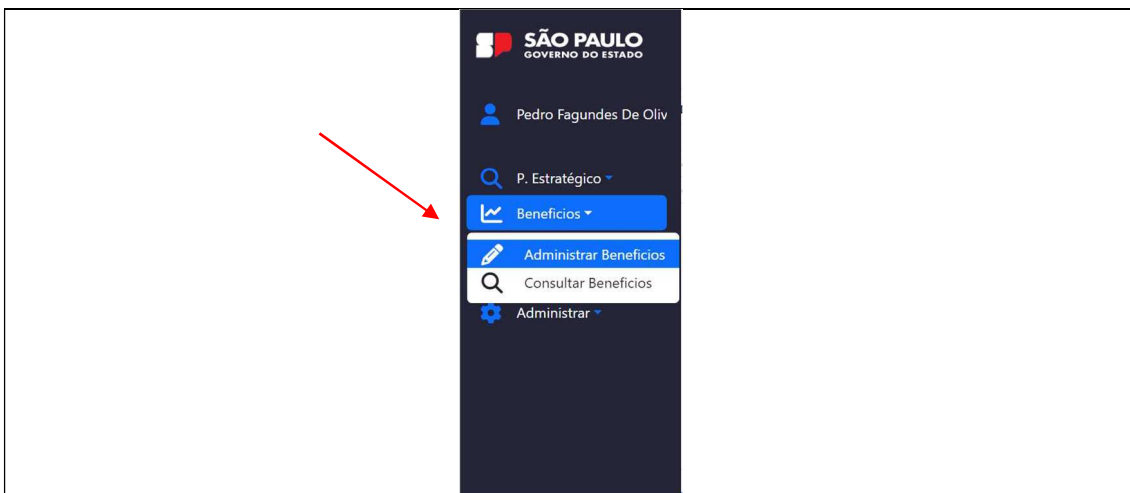 SÃO PAULO
GOVERNO DO ESTADO
Pedro Fagundes De Oliv
P. Estratégico
Beneficios
Administrar Beneficios
Consultar Beneficios
Administrar